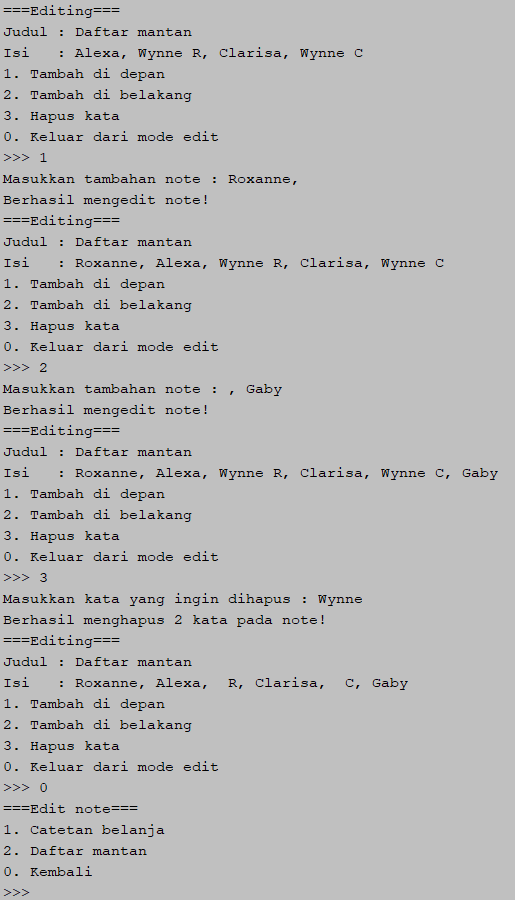 ===Editing===
Judul : Daftar mantan
Isi   : Alexa, Wynne R, Clarisa, Wynne C
1. Tambah di depan
2. Tambah di belakang
3. Hapus kata
0. Keluar dari mode edit
>>> 1
Masukkan tambahan note : Roxanne,
Berhasil mengedit note!
===Editing===
Judul : Daftar mantan
Isi   : Roxanne, Alexa, Wynne R, Clarisa, Wynne C
1. Tambah di depan
2. Tambah di belakang
3. Hapus kata
0. Keluar dari mode edit
>>> 2
Masukkan tambahan note : , Gaby
Berhasil mengedit note!
===Editing===
Judul : Daftar mantan
Isi   : Roxanne, Alexa, Wynne R, Clarisa, Wynne C, Gaby
1. Tambah di depan
2. Tambah di belakang
3. Hapus kata
0. Keluar dari mode edit
>>> 3
Masukkan kata yang ingin dihapus : Wynne
Berhasil menghapus 2 kata pada note!
===Editing===
Judul : Daftar mantan
Isi   : Roxanne, Alexa,  R, Clarisa,  C, Gaby
1. Tambah di depan
2. Tambah di belakang
3. Hapus kata
0. Keluar dari mode edit
>>> 0
===Edit note===
1. Catetan belanja
2. Daftar mantan
0. Kembali
>>>